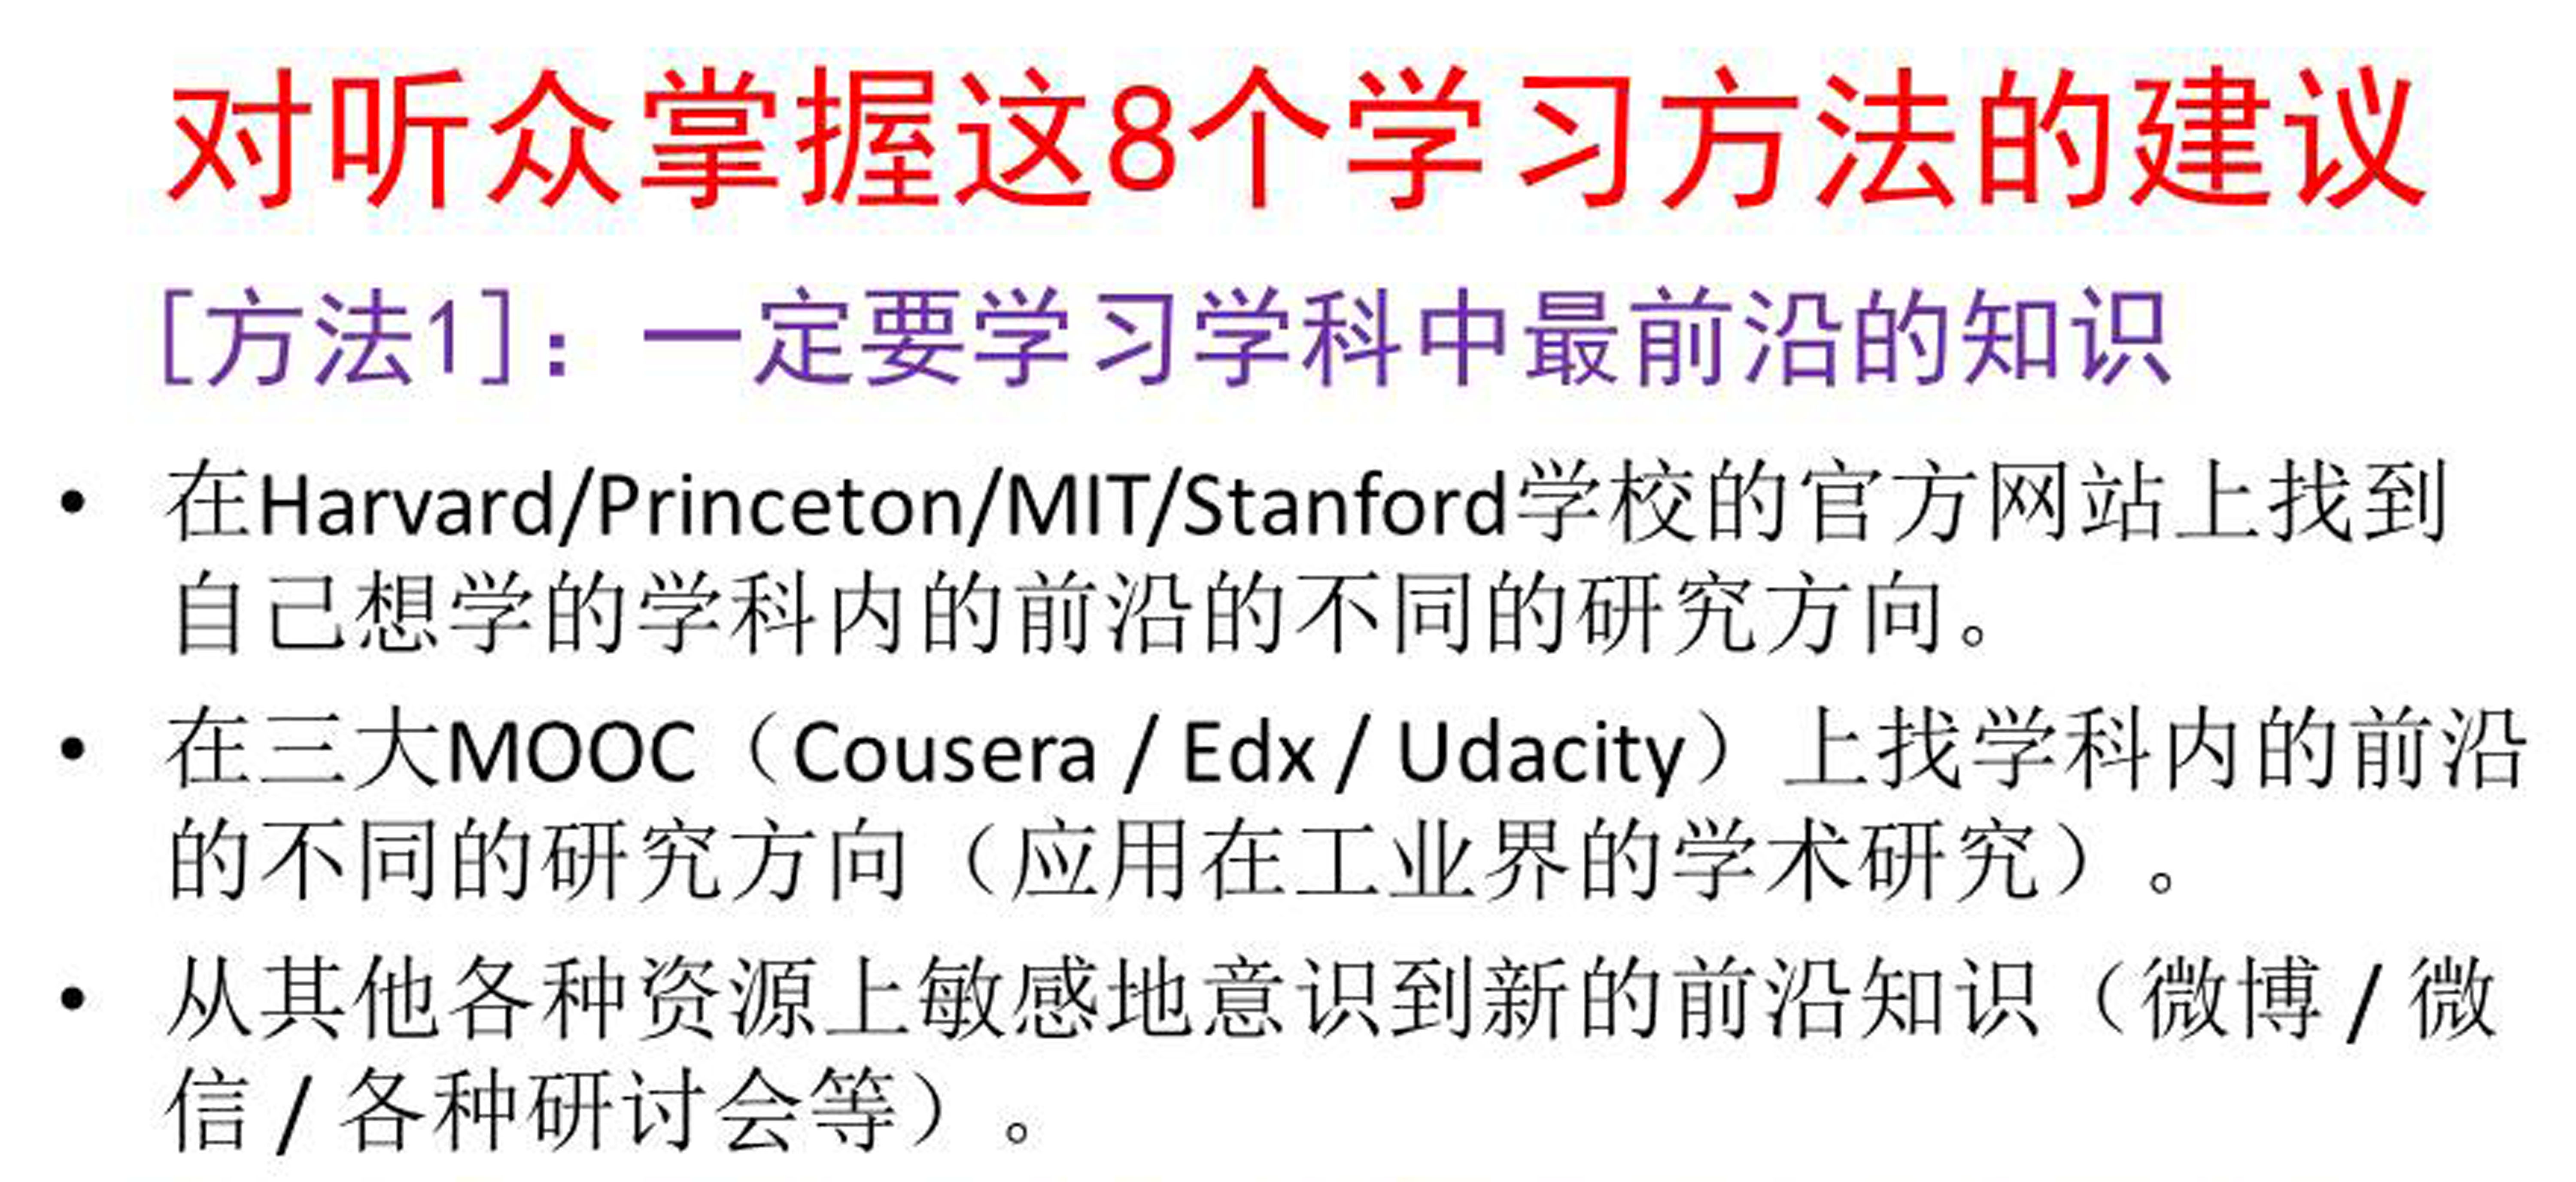 对听众掌握这8个学习方法的建议
[方法1]：一定要学习学科中最前沿的知识
• 在Harvard/Princeton/MIT/Stanford学校的官方网站上找到
自己想学的学科内的前沿的不同的研究方向。
• 在三大MOOC（Cousera / Edx / Udacity）上找学科内的前沿
的不同的研究方向（应用在工业界的学术研究）。
• 从其他各种资源上敏感地意识到新的前沿知识（微博 / 微
信 / 各种研讨会等）。